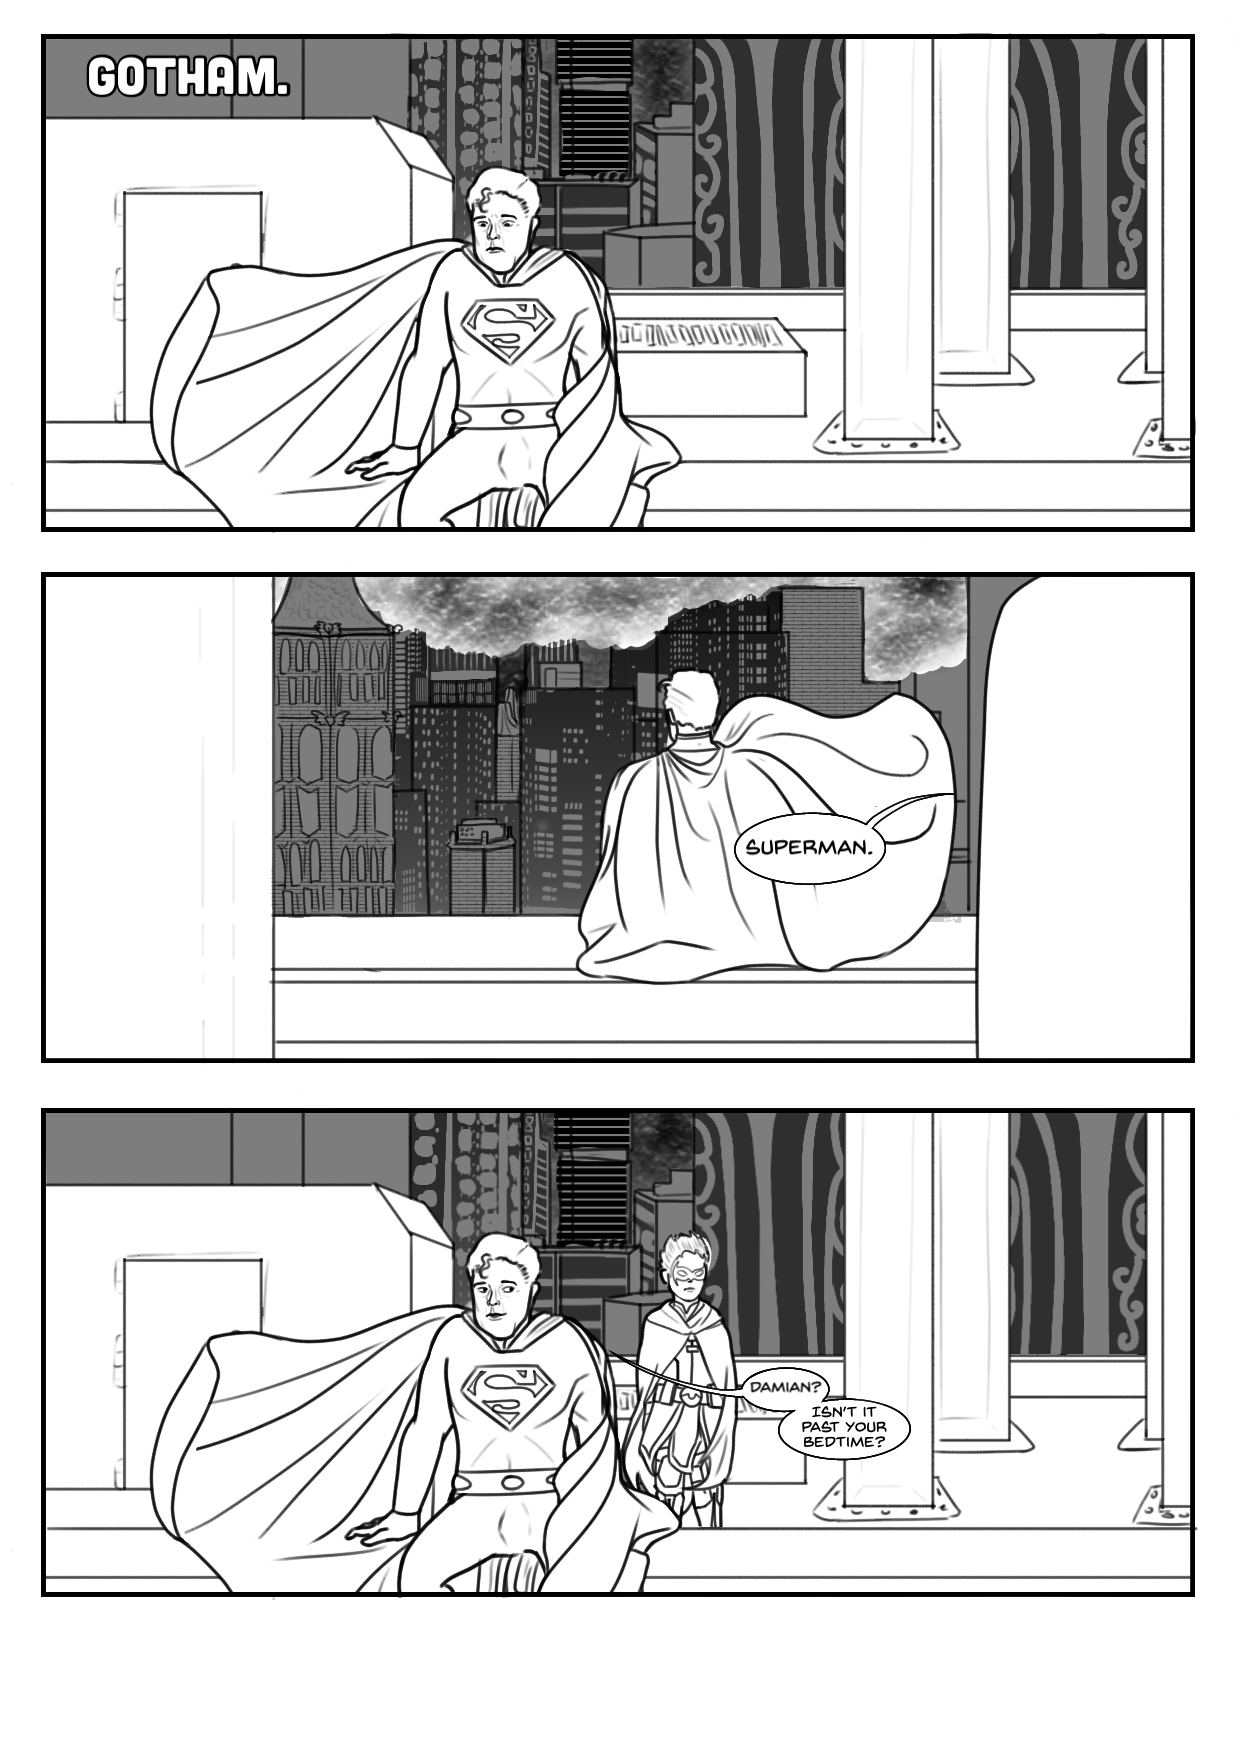 GOTHAM.
SUPERMAN.
DAMIAN?
ISN'T IT
PAST YOUR
BEDTIME?